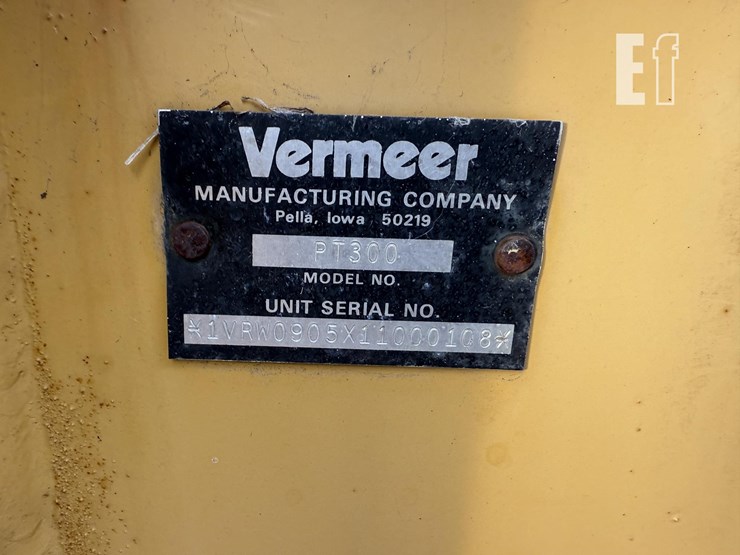 Ef
Vermeer
MANUFACTURING COMPANY
Pella, Iowa 50219
PT300
MODEL NO.
UNIT SERIAL NO.
*1VRW0905X11000108*